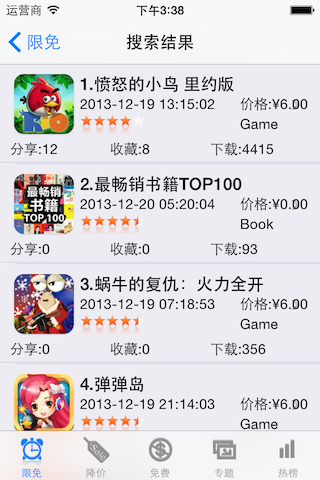 运营商 下午3:38
限免 搜索结果
1.愤怒的小鸟 里约版
2013-12-19 13:15:02 价格:¥6.00
Game
分享:12 收藏:8 下载:4415
最畅销
书籍
TOP 100
2.最畅销书籍TOP100
2013-12-20 05:20:04 价格:¥0.00
Book
分享:0 收藏:0 下载:93
3.蜗牛的复仇：火力全开
2013-12-19 07:18:53 价格:¥6.00
Game
分享:0 收藏:0 下载:356
4.弹弹岛
2013-12-19 21:14:03 价格:¥6.00
Game
Sale
限免 降价 免费 专题 热榜